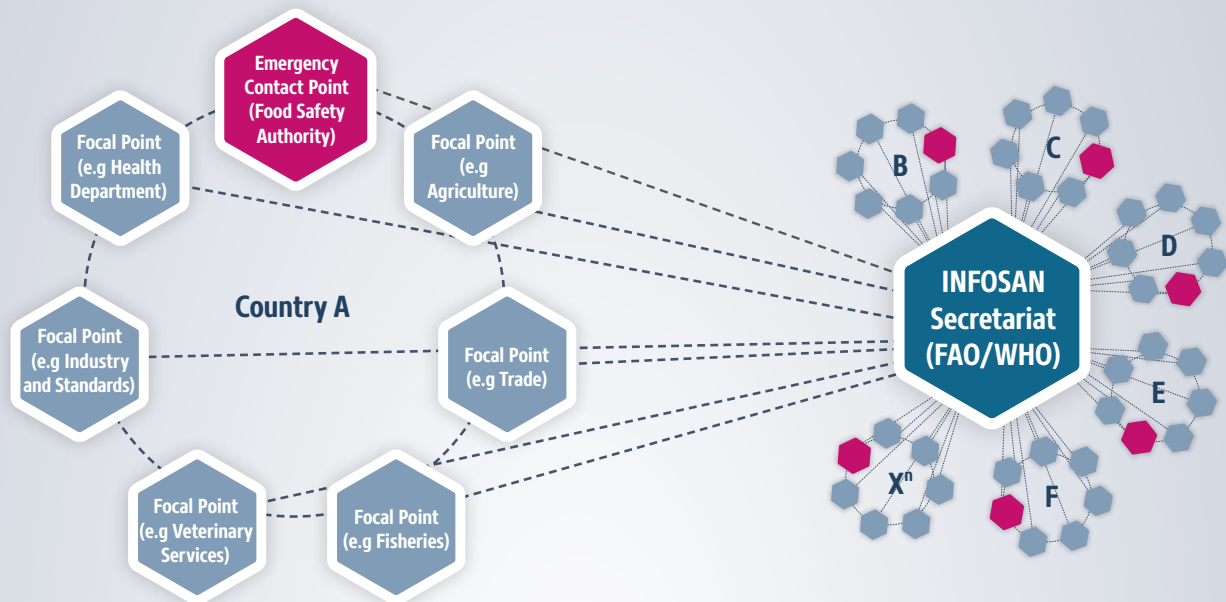 Emergency
Contact Point
(Food Safety
Authority)
Focal Point
(e.g Health
Department)
Focal Point
(e.g
Agriculture)
Country A
Focal Point
(e.g Industry
and Standards)
Focal Point
(e.g Trade)
Focal Point
(e.g Veterinary
Services)
Focal Point
(e.g Fisheries)
INFOSAN
Secretariat
(FAO/WHO)
B
C
D
E
F
Xⁿ